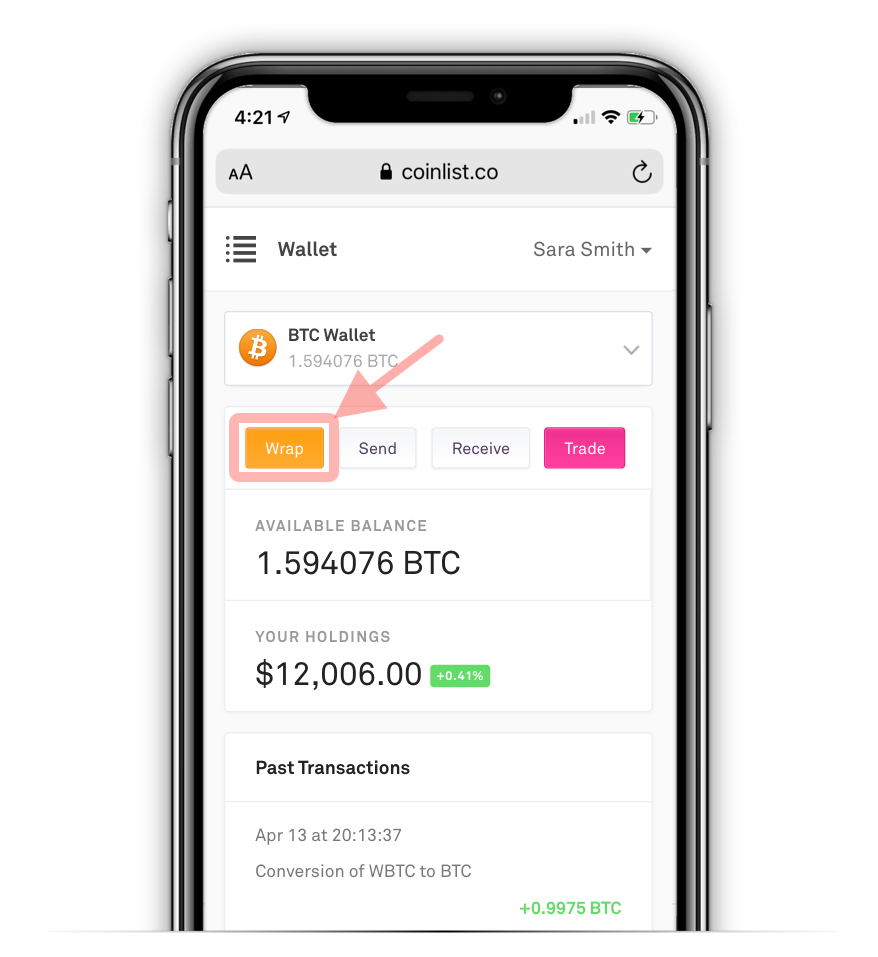 4:21
AA coinlist.co
Wallet Sara Smith
BTC Wallet
1.594076 BTC
Wrap Send Receive Trade
AVAILABLE BALANCE
1.594076 BTC
YOUR HOLDINGS
$12,006.00 +0.41%
Past Transactions
Apr 13 at 20:13:37
Conversion of WBTC to BTC
+0.9975 BTC